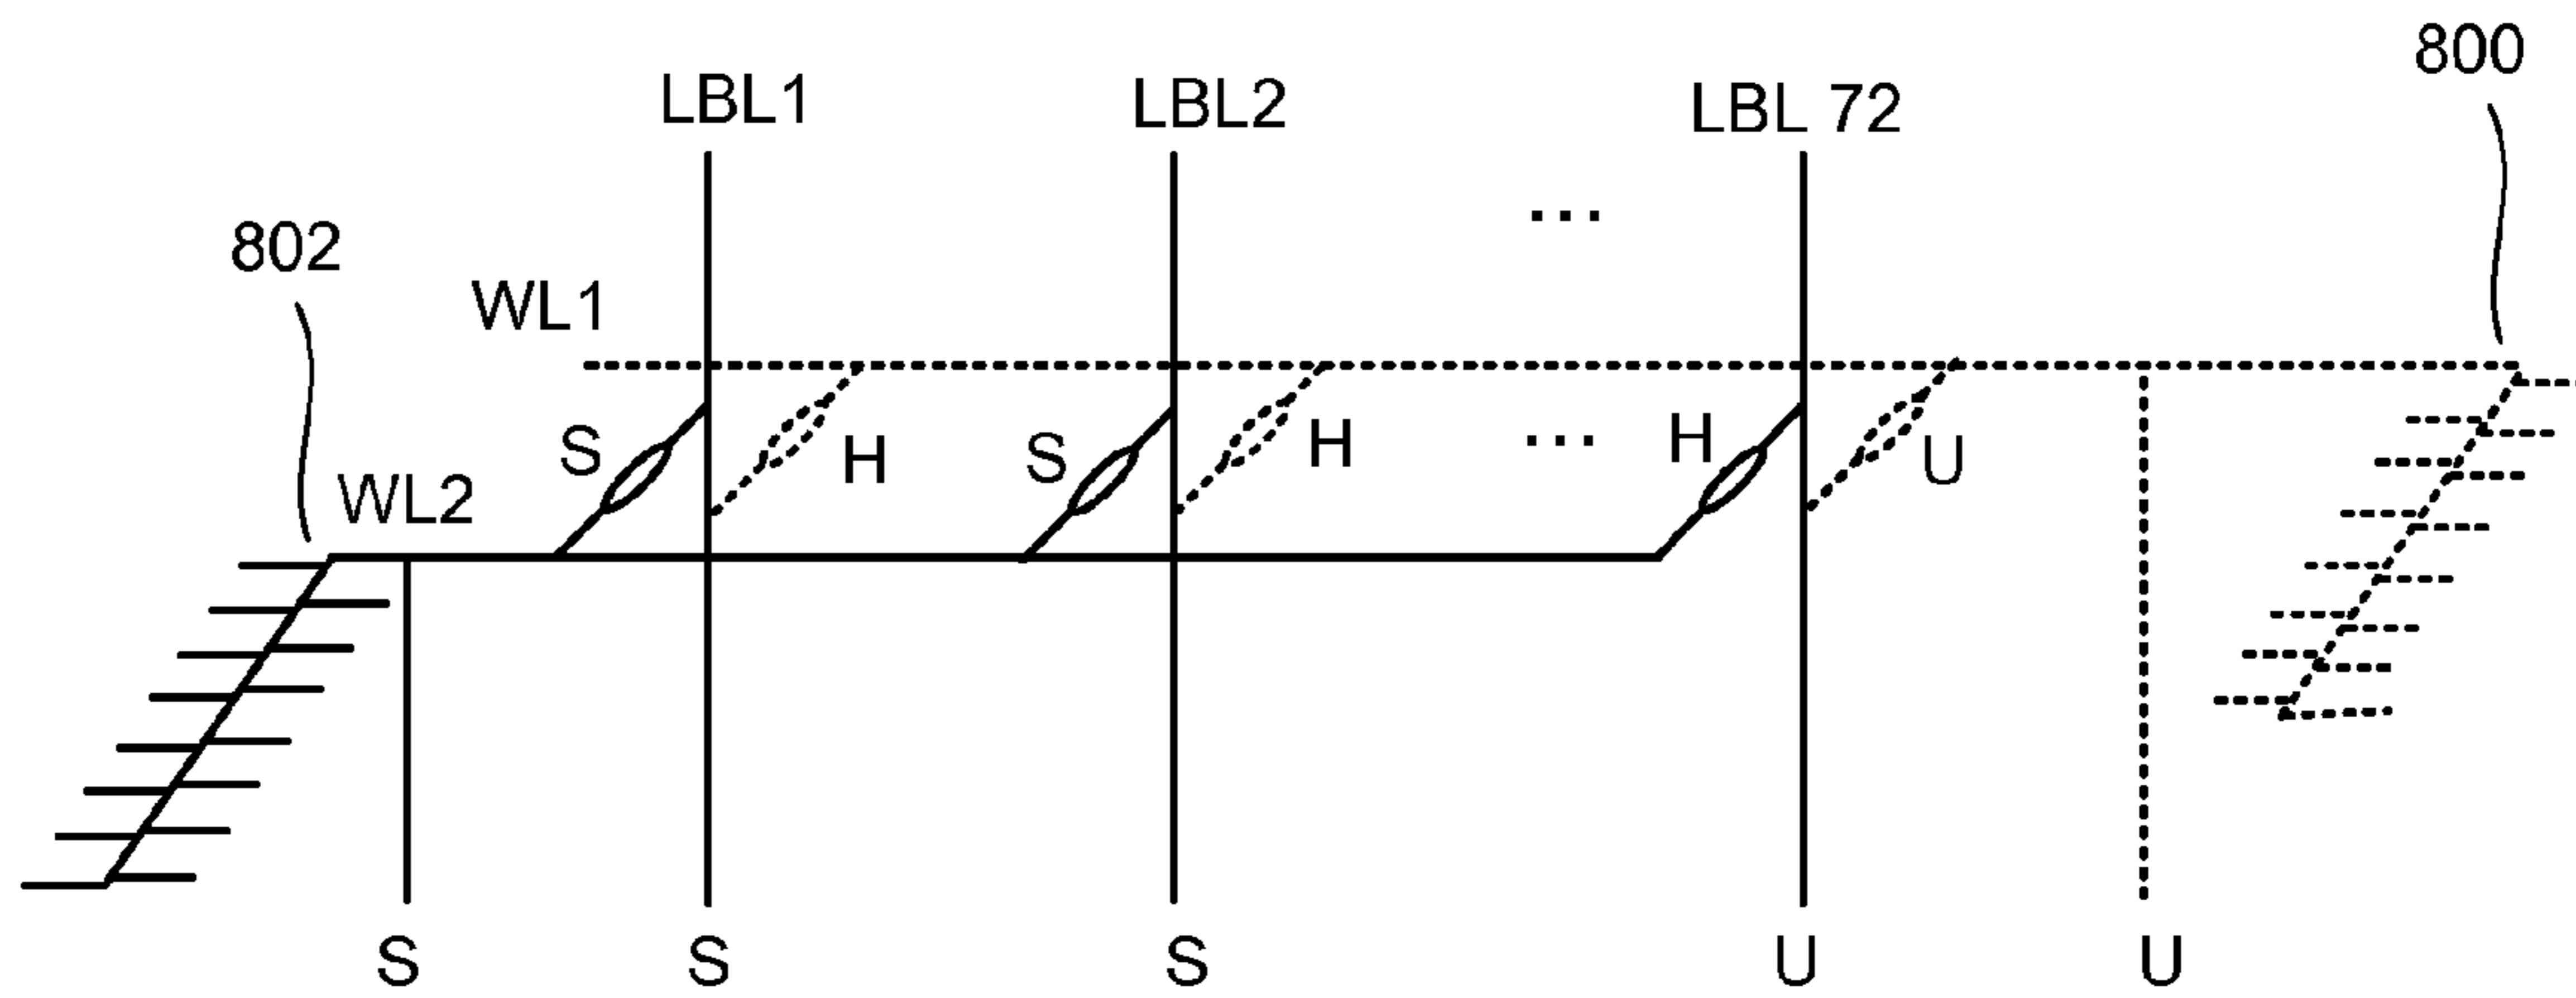 800
LBL1 LBL2 LBL 72
802
WL1
...
S H S H ... H U
WL2
S S S U U